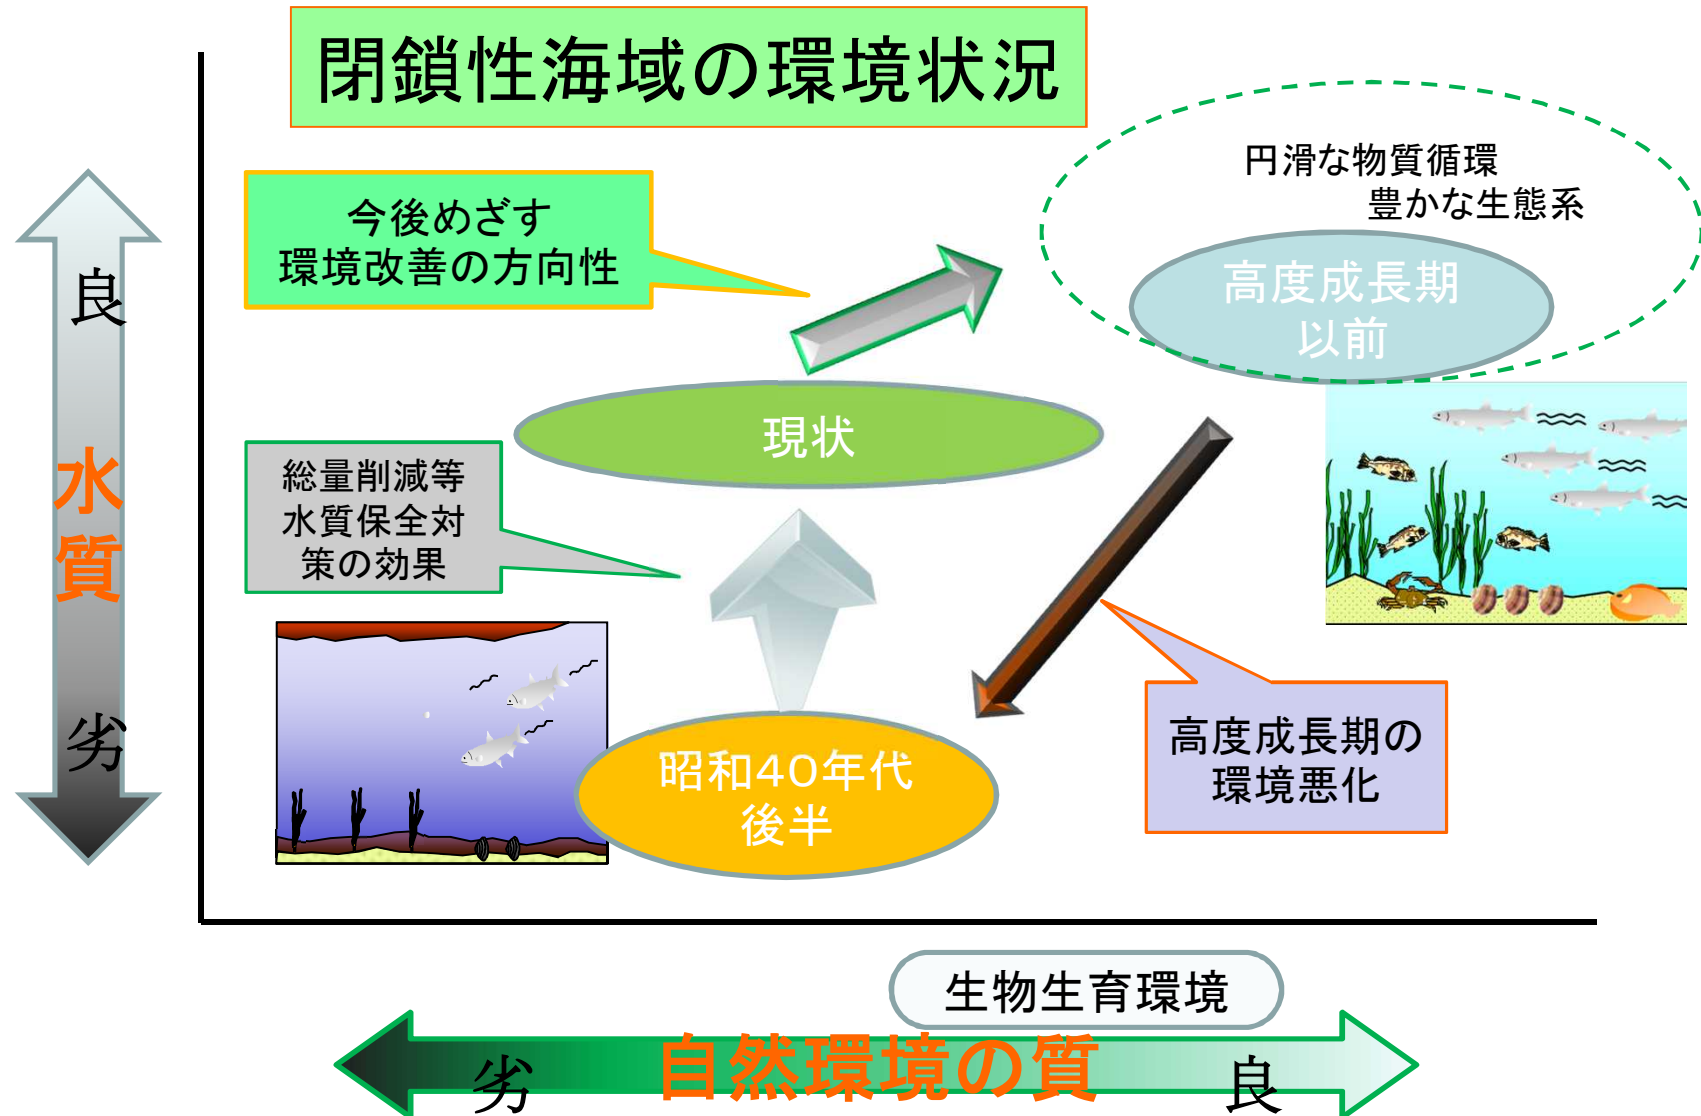 閉鎖性海域の環境状況
円滑な物質循環
豊かな生態系
今後めざす
環境改善の方向性
高度成長期
以前
良
水
質
劣
現状
総量削減等
水質保全対
策の効果
高度成長期の
環境悪化
昭和40年代
後半
生物生育環境
劣
自然環境の質
良